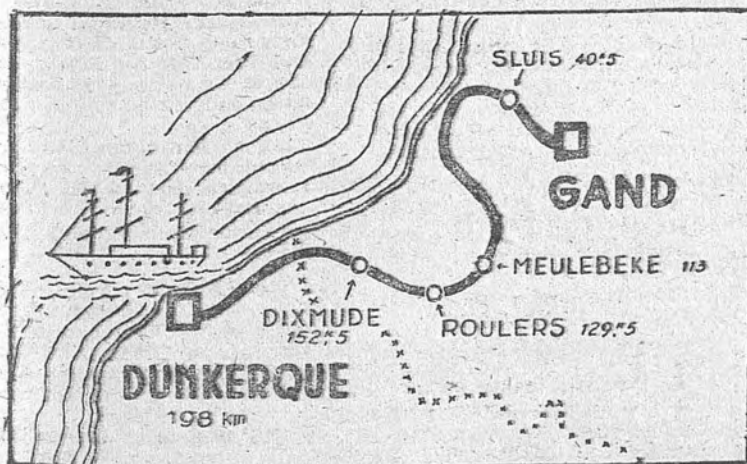 SLUIS 40ᴷ5
GAND
MEULEBEKE 113
ROULERS 129ᴷ5
DIXMUDE
152ᴷ5
DUNKERQUE
198 km